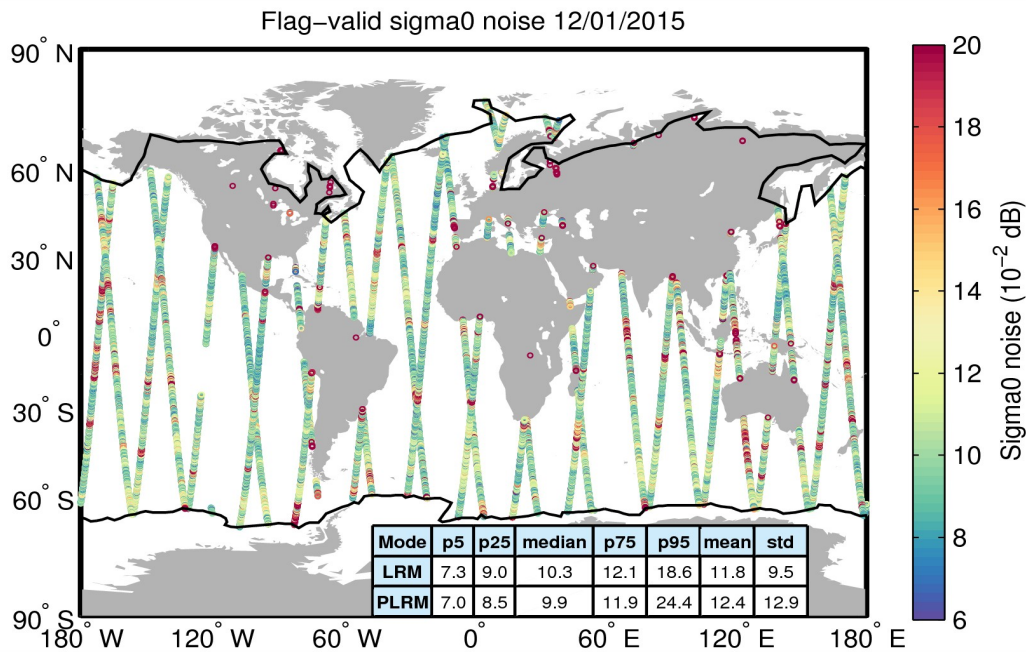 Flag−valid sigma0 noise 12/01/2015
90° N
60° N
30° N
0°
30° S
60° S
90° S
180° W
120° W
60° W
0°
60° E
120° E
180° E
Mode p5 p25 median p75 p95 mean std
LRM 7.3 9.0 10.3 12.1 18.6 11.8 9.5
PLRM 7.0 8.5 9.9 11.9 24.4 12.4 12.9
20
18
16
14
12
10
8
6
Sigma0 noise (10⁻² dB)